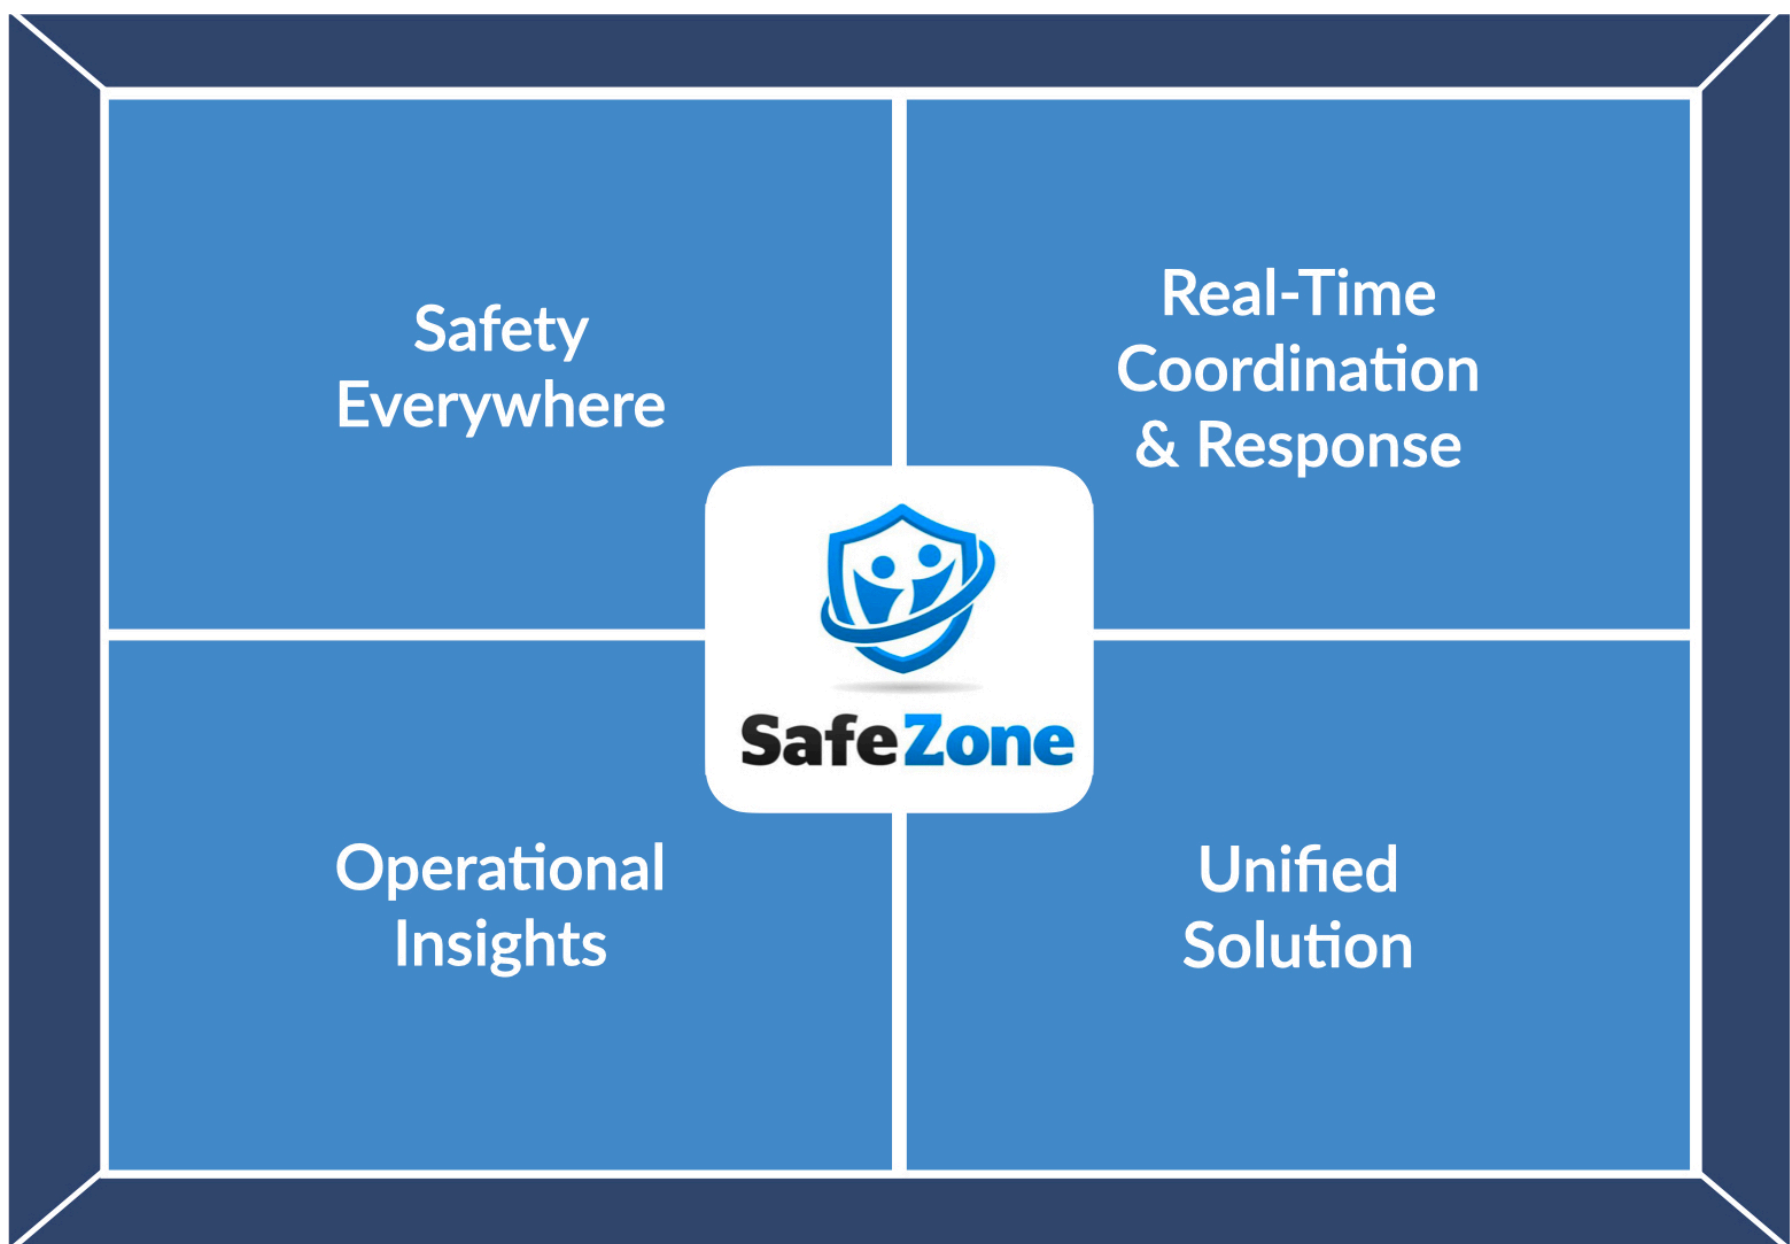 Safety
Everywhere
Real-Time
Coordination
& Response
SafeZone
Operational
Insights
Unified
Solution